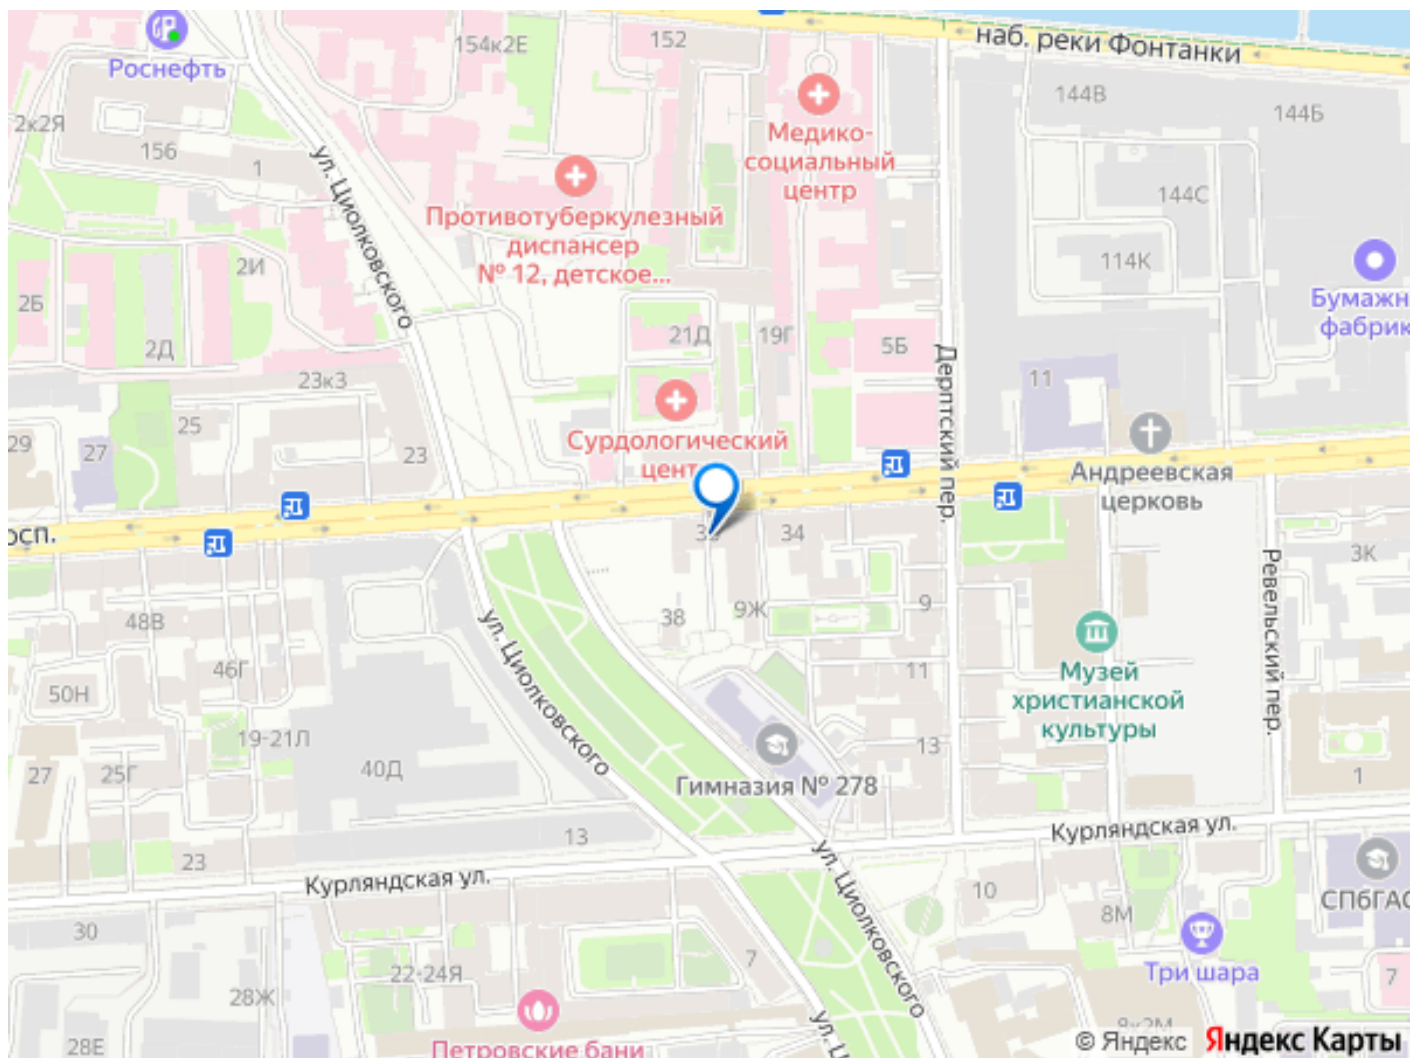 наб. реки Фонтанки
154к2Е
152
Роснефть
144В
144Б
2к2Я
156
1
Медико-
социальный
центр
ул. Циолковского
144С
Противотуберкулезный
диспансер
№ 12, детское...
2И
114К
2Б
Бумажн
фабрик
2Д
21Д
19Г
5Б
Дерптский пер.
23к3
11
25
29
27
23
Сурдологический
цент
Андреевская
церковь
осп.
34
3К
Ревельский пер.
48В
38
9Ж
9
ул. Циолковского
46Г
50Н
11
Музей
христианской
культуры
19-21Л
27
25Г
40Д
13
1
Гимназия № 278
13
Курляндская ул.
23
Курляндская ул.
ул. Циолковского
10
8М
СПбГАС
30
22-24Я
7
Три шара
7
28Ж
28Е
Петровские бани
ул. Ц
8к2М
© Яндекс Яндекс Карты